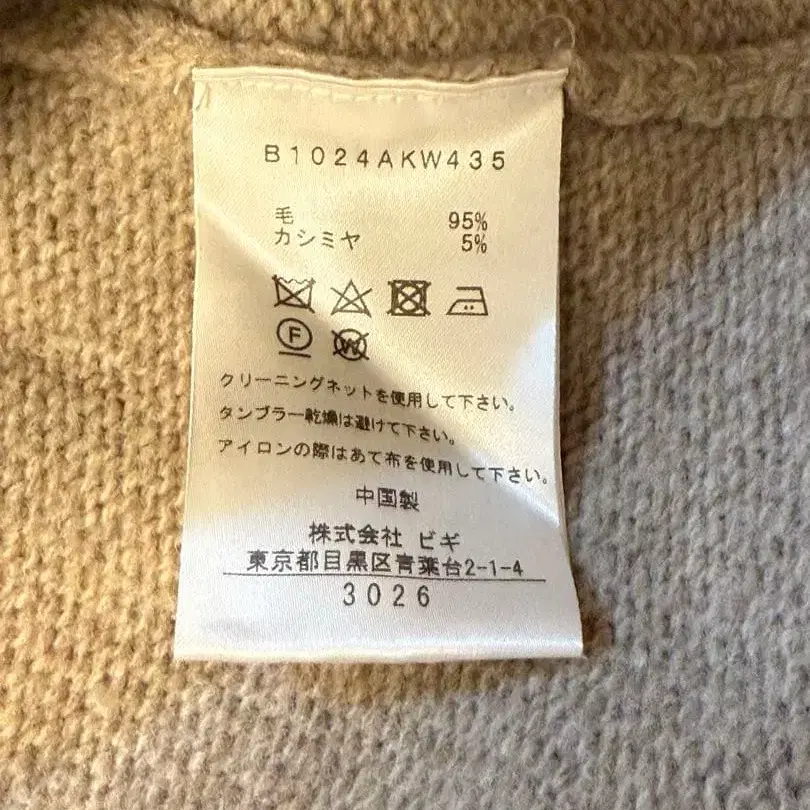 B1024AKW435
毛 95%
カシミヤ 5%
F W
クリーニングネットを使用して下さい。
タンブラー乾燥は避けて下さい。
アイロンの際はあて布を使用して下さい。
中国製
株式会社 ビギ
東京都目黒区青葉台2-1-4
3026